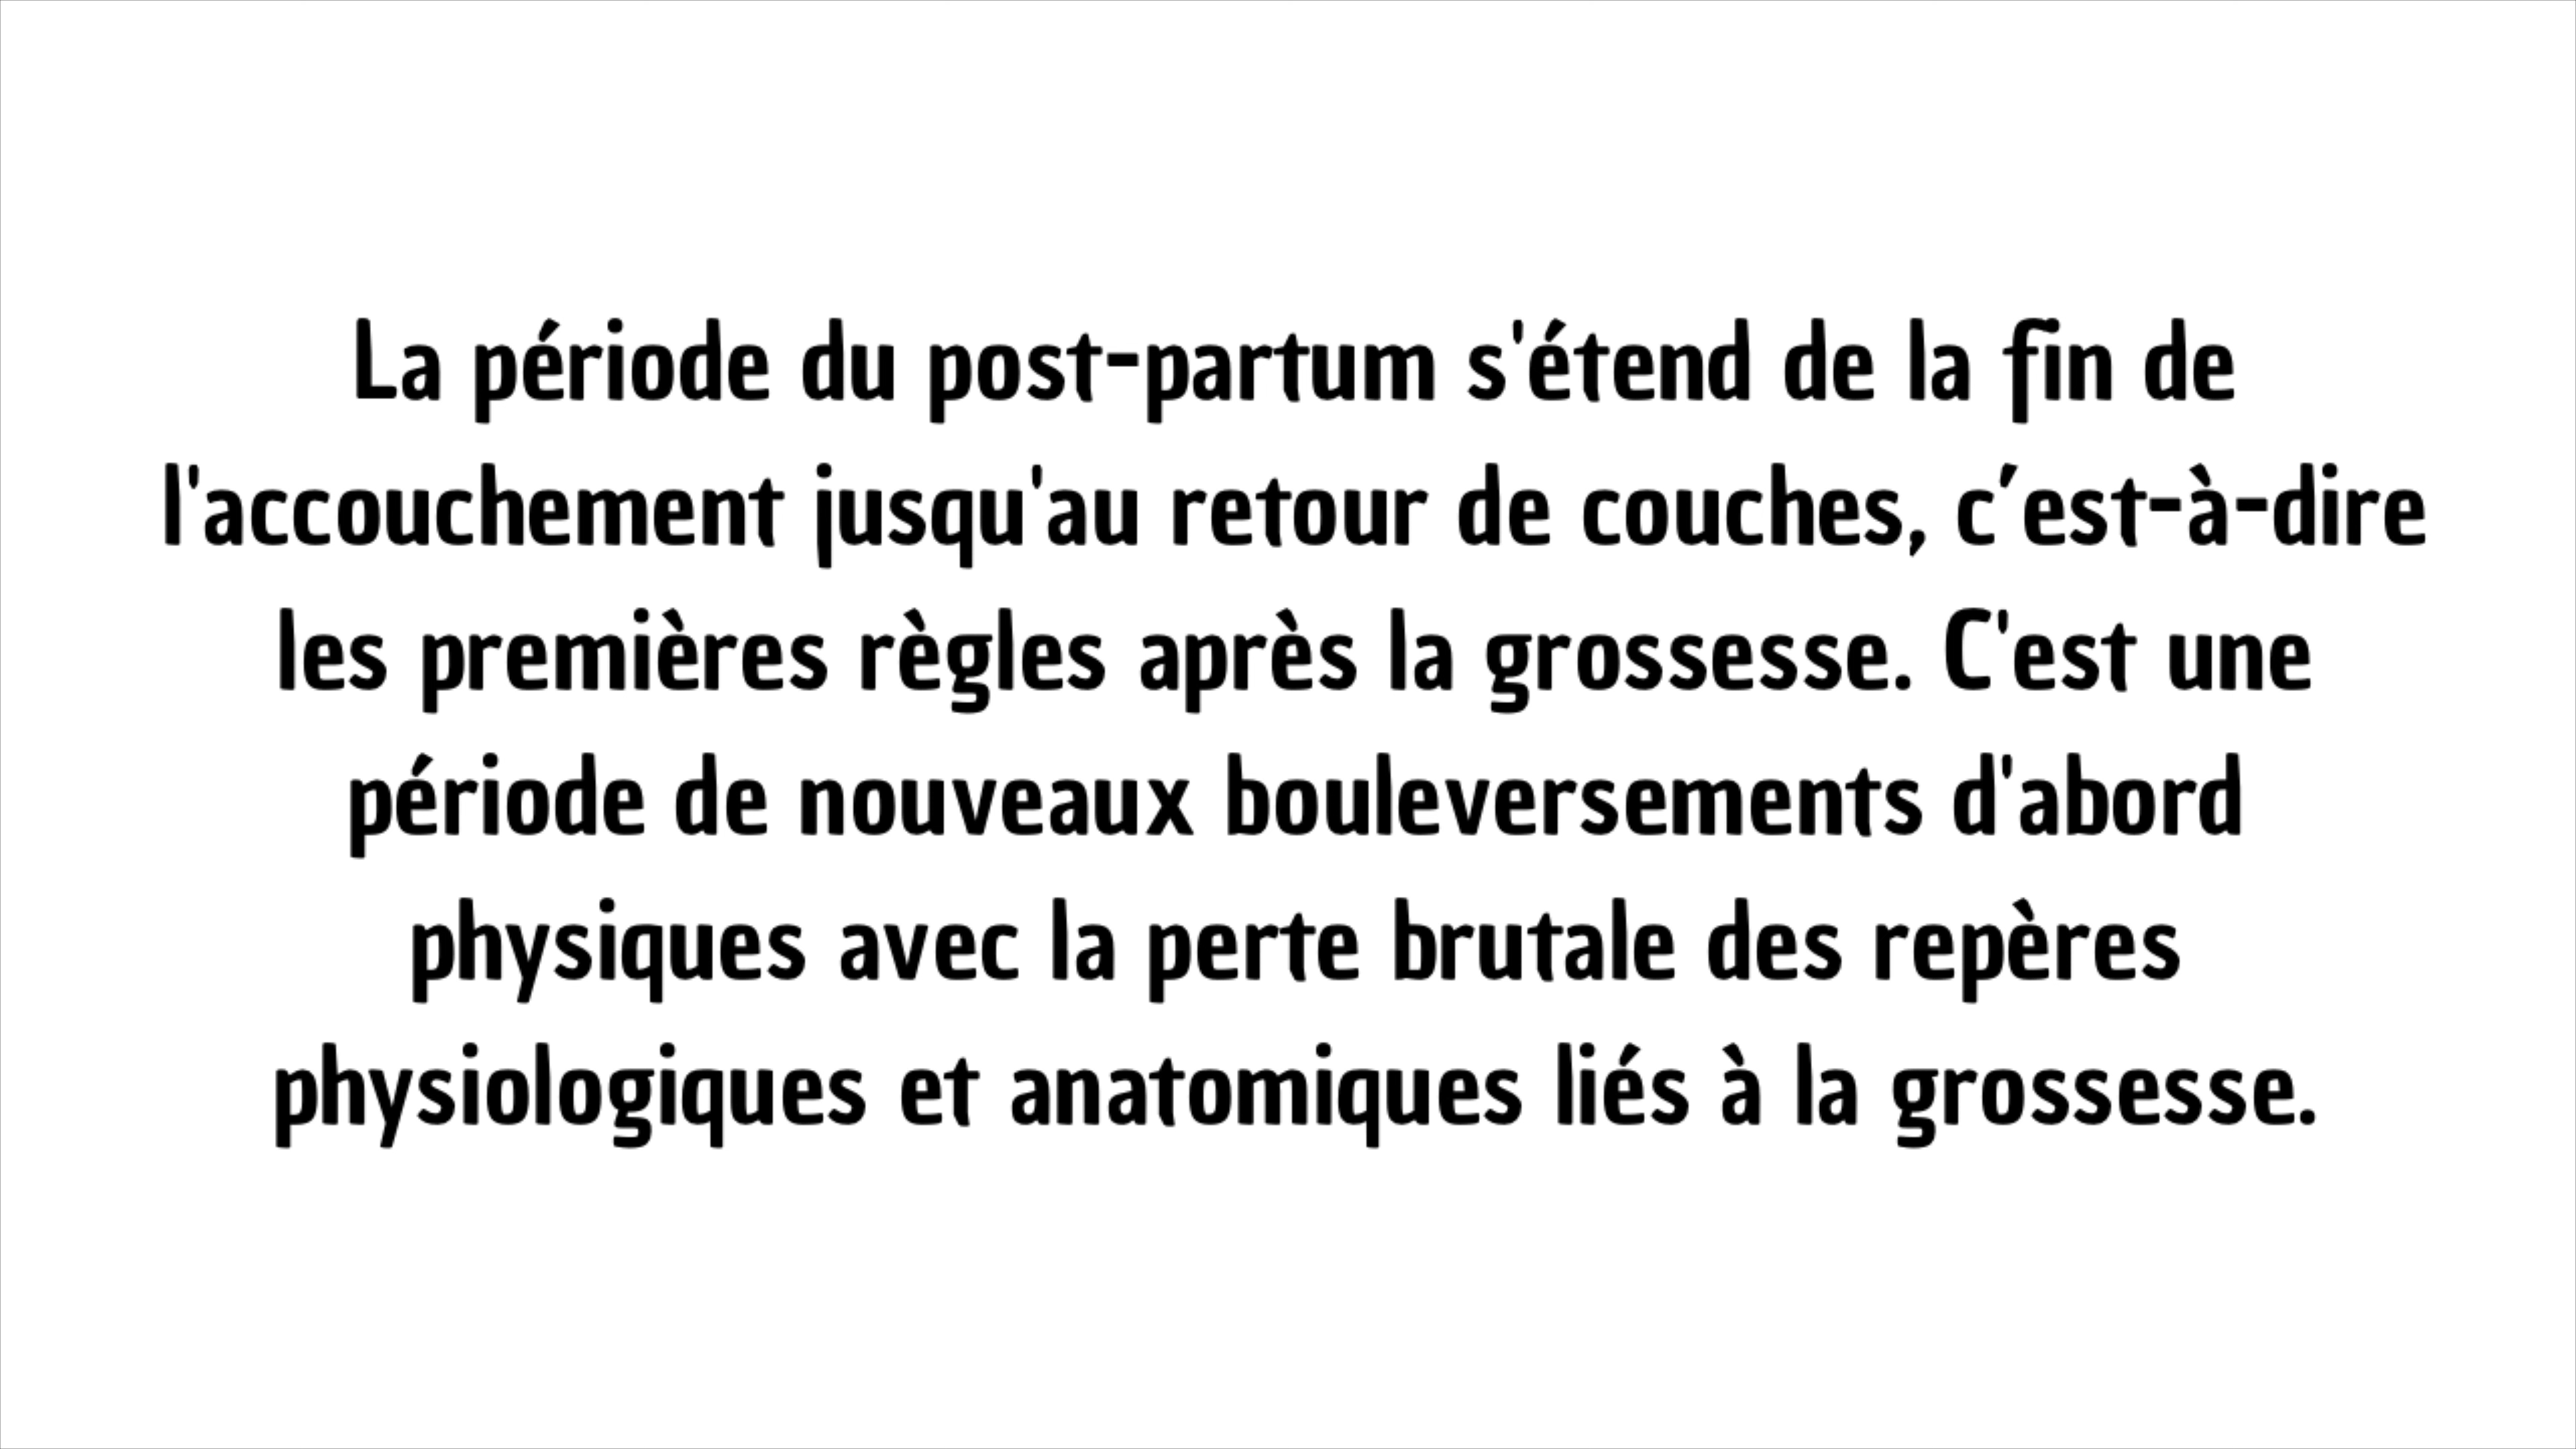 La période du post-partum s'étend de la fin de
l'accouchement jusqu'au retour de couches, c’est-à-dire
les premières règles après la grossesse. C'est une
période de nouveaux bouleversements d'abord
physiques avec la perte brutale des repères
physiologiques et anatomiques liés à la grossesse.